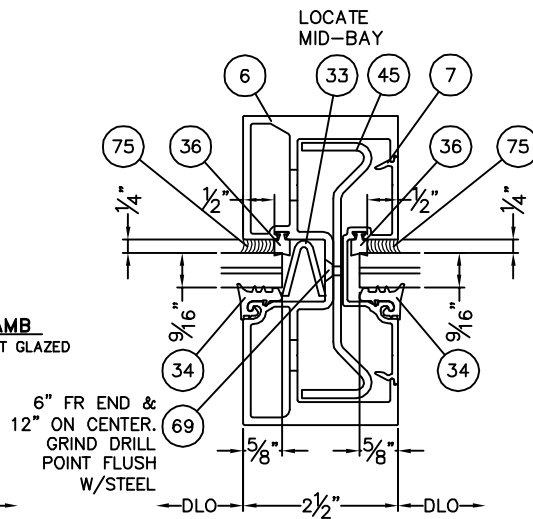 LOCATE
MID-BAY
6
33
45
7
75
36
36
75
1/4"
1/2"
1/2"
1/4"
9/16"
9/16"
AMB
T GLAZED
34
34
6" FR END &
12" ON CENTER.
GRIND DRILL
POINT FLUSH
W/STEEL
69
5/8"
5/8"
DLO
2 1/2"
DLO